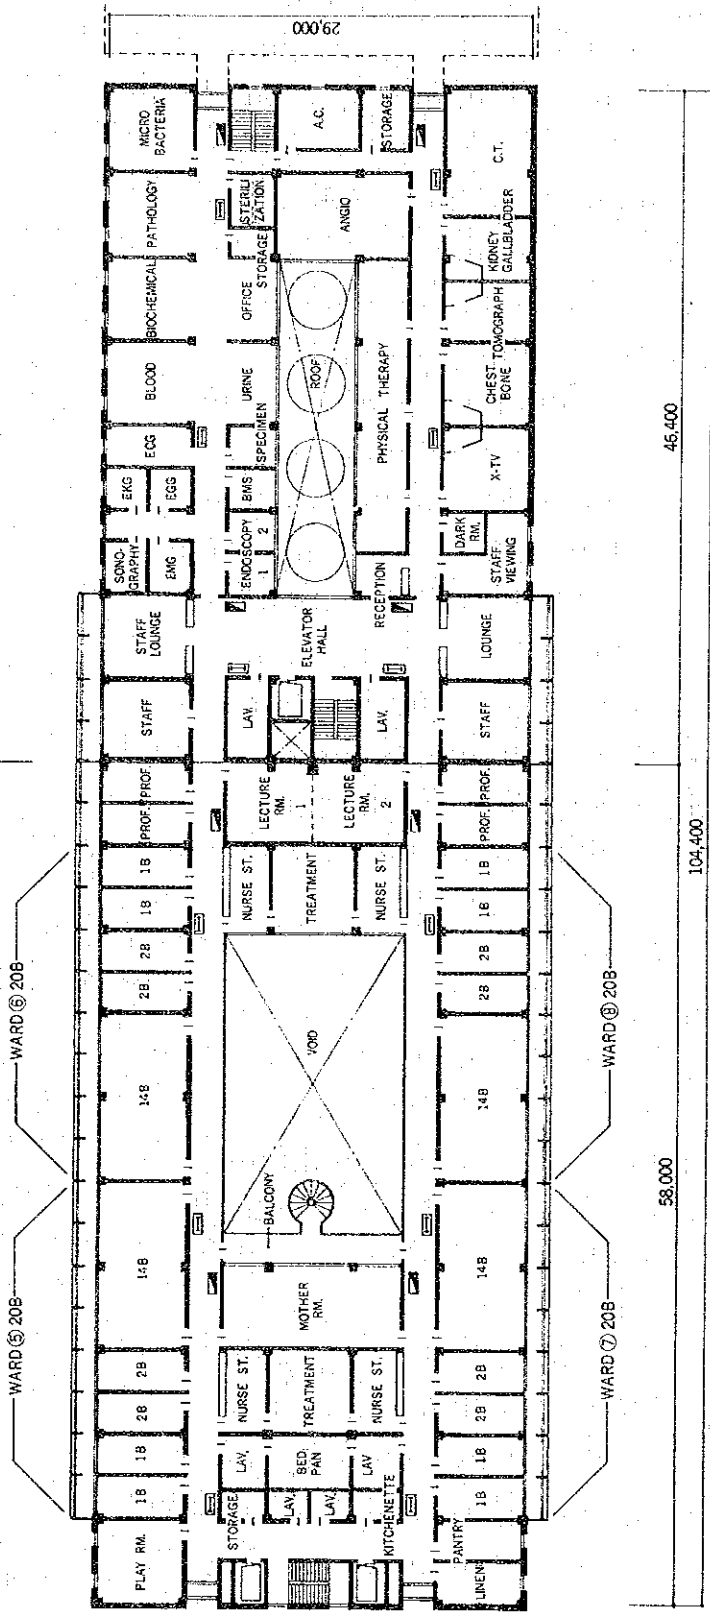 29,000
MICRO
BACTERIA
PATHOLOGY
BIOCHEMICAL
BLOOD
ECG
EKG
EGG
SONO-
GRAPHY
EMG
STAFF
LOUNGE
STAFF
PROF.
PROF.
1B
1B
2B
2B
14B
14B
2B
2B
1B
1B
PLAY RM.
STERILI
ZATION
STORAGE
OFFICE
URINE
SPECIMEN
BMS
ENDOSCOPY
1
2
A.C.
STORAGE
ANGIO
ROOF
PHYSICAL THERAPY
RECEPTION
ELEVATOR
HALL
LAV.
LAV.
LECTURE
RM.
1
LECTURE
RM.
2
NURSE ST.
TREATMENT
NURSE ST.
VOID
BALCONY
MOTHER
RM.
NURSE ST.
TREATMENT
NURSE ST.
LAV.
BED
PAN
LAV
STORAGE
LAV.
LAV.
KITCHENETTE
C.T.
KIDNEY
GALLBLADDER
TOMOGRAPH
CHEST
BONE
X-TV
DARK
RM.
STAFF
VIEWING
LOUNGE
STAFF
PROF.
PROF.
1B
1B
2B
2B
14B
14B
2B
2B
1B
1B
PANTRY
LINEN
WARD ⑤ 20B
WARD ⑥ 20B
WARD ⑦ 20B
WARD ⑧ 20B
46,400
58,000
104,400